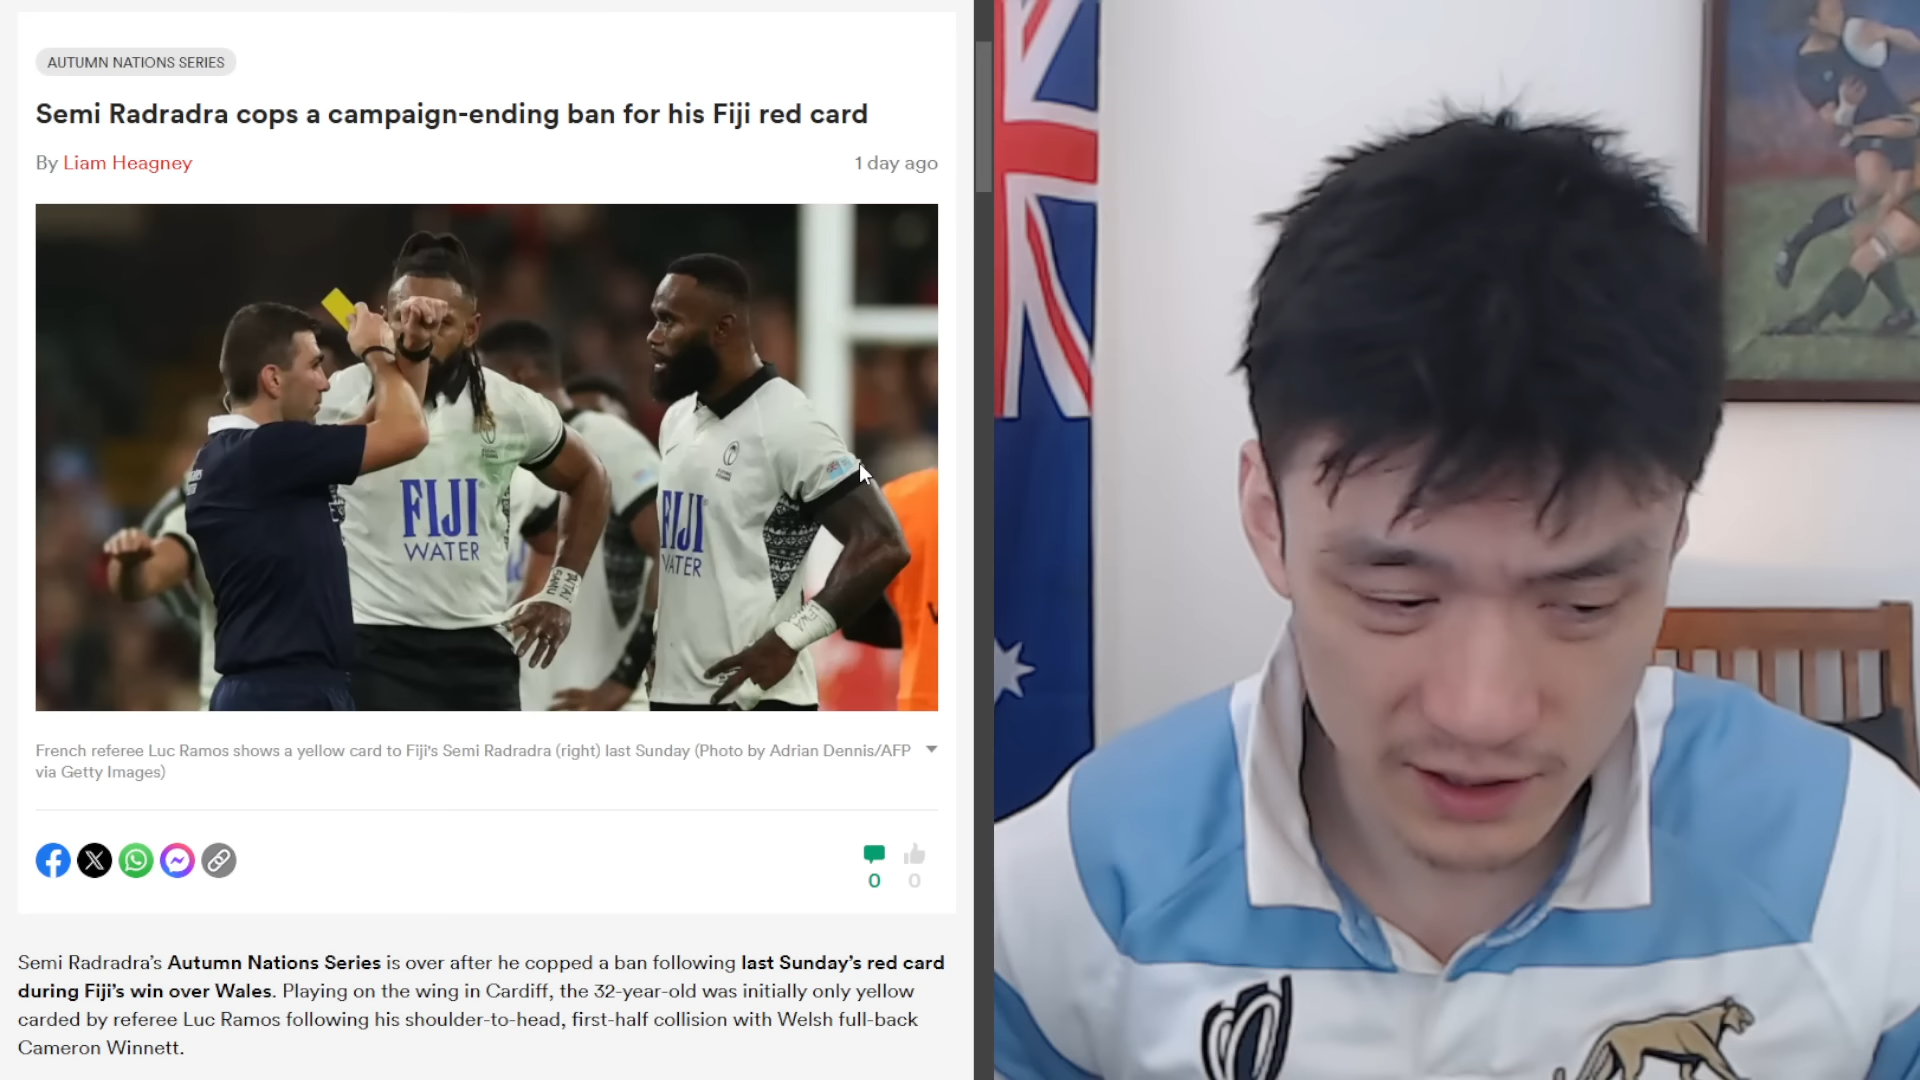 AUTUMN NATIONS SERIES
Semi Radradra cops a campaign-ending ban for his Fiji red card
By Liam Heagney
1 day ago
FIJI
WATER
FIJI
WATER
French referee Luc Ramos shows a yellow card to Fiji's Semi Radradra (right) last Sunday (Photo by Adrian Dennis/AFP
via Getty Images)
0
0
Semi Radradra's Autumn Nations Series is over after he copped a ban following last Sunday's red card
during Fiji's win over Wales. Playing on the wing in Cardiff, the 32-year-old was initially only yellow
carded by referee Luc Ramos following his shoulder-to-head, first-half collision with Welsh full-back
Cameron Winnett.